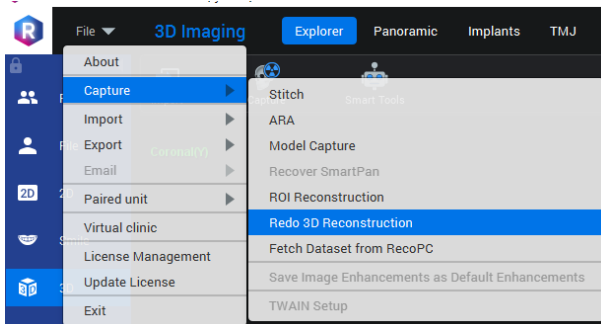 R
File
3D Imaging
Explorer
Panoramic
Implants
TMJ
About
Capture
Import
Export
Email
Paired unit
Virtual clinic
License Management
Update License
Exit
Stitch
ARA
Model Capture
Recover SmartPan
ROI Reconstruction
Redo 3D Reconstruction
Fetch Dataset from RecoPC
Save Image Enhancements as Default Enhancements
TWAIN Setup
Smart Tools
Coronal(Y)
2D
3D